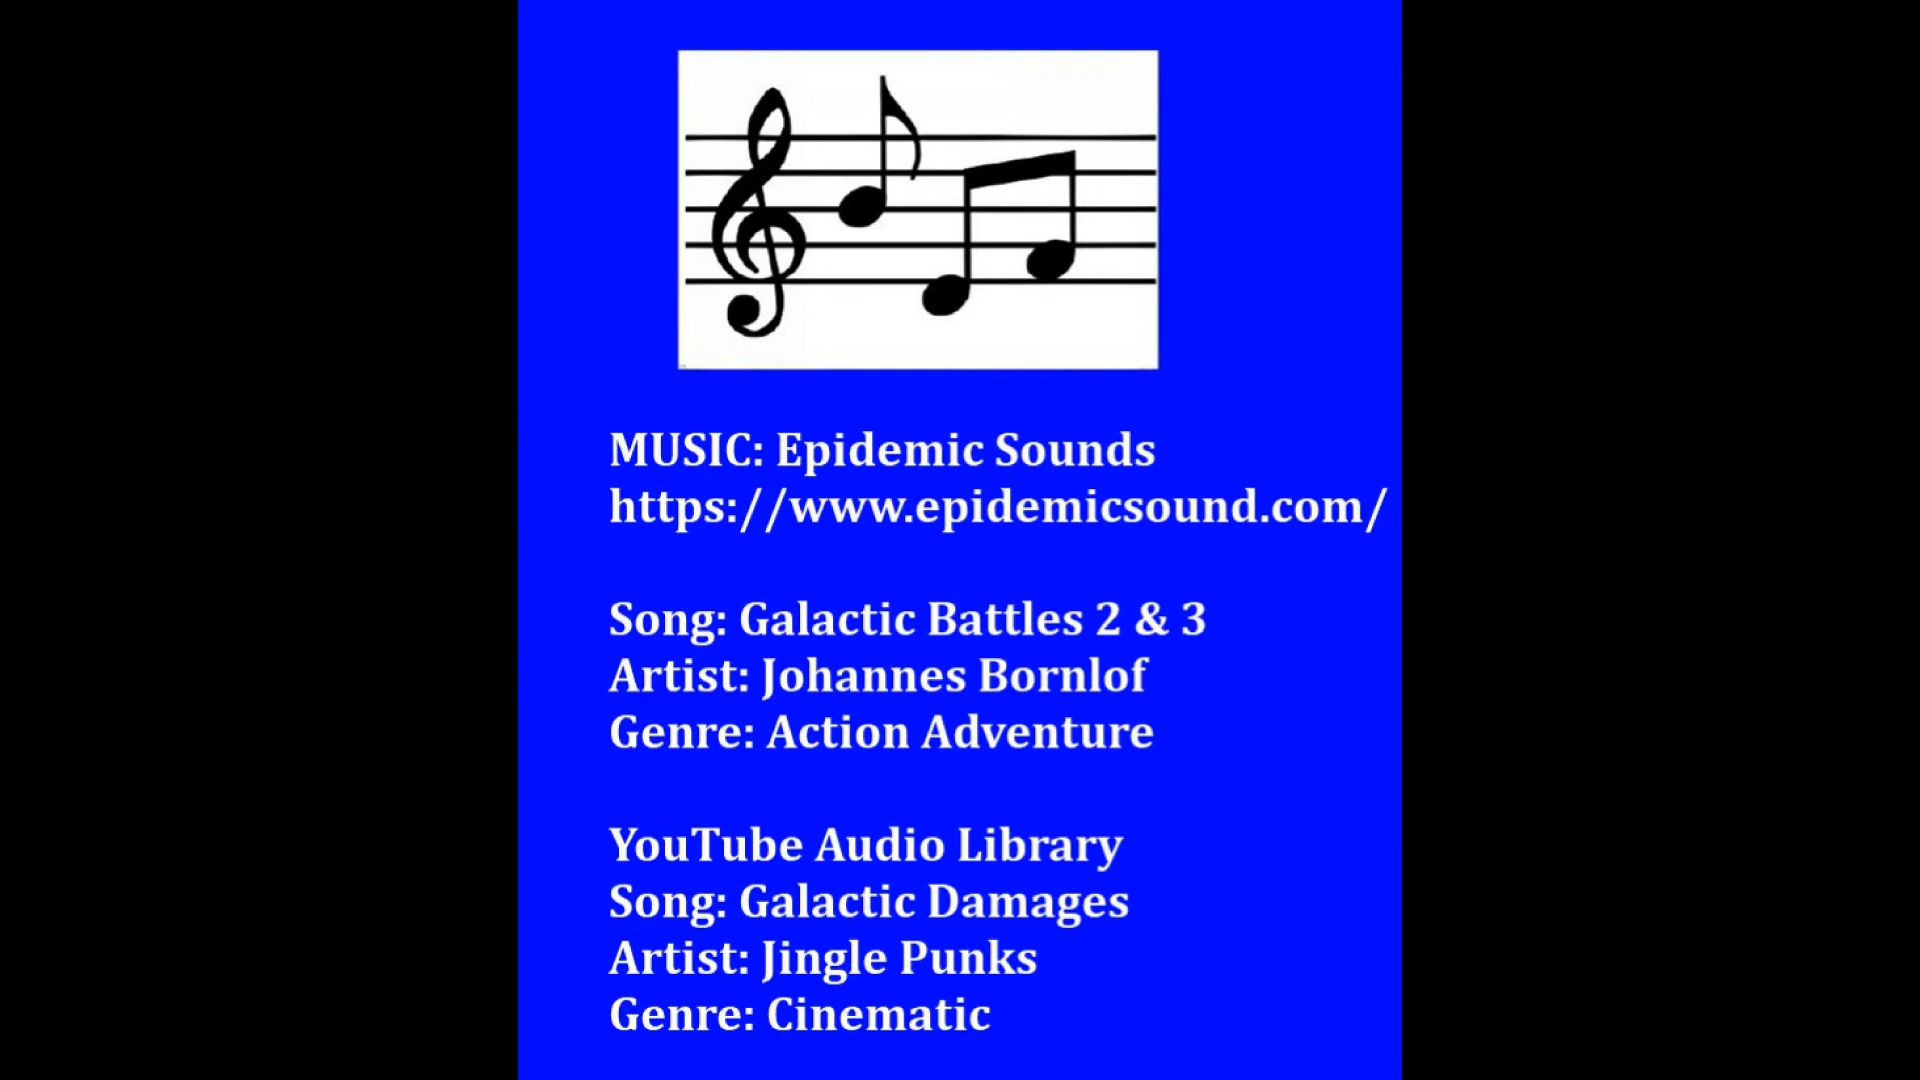 MUSIC: Epidemic Sounds
https://www.epidemicsound.com/
Song: Galactic Battles 2 & 3
Artist: Johannes Bornlof
Genre: Action Adventure
YouTube Audio Library
Song: Galactic Damages
Artist: Jingle Punks
Genre: Cinematic